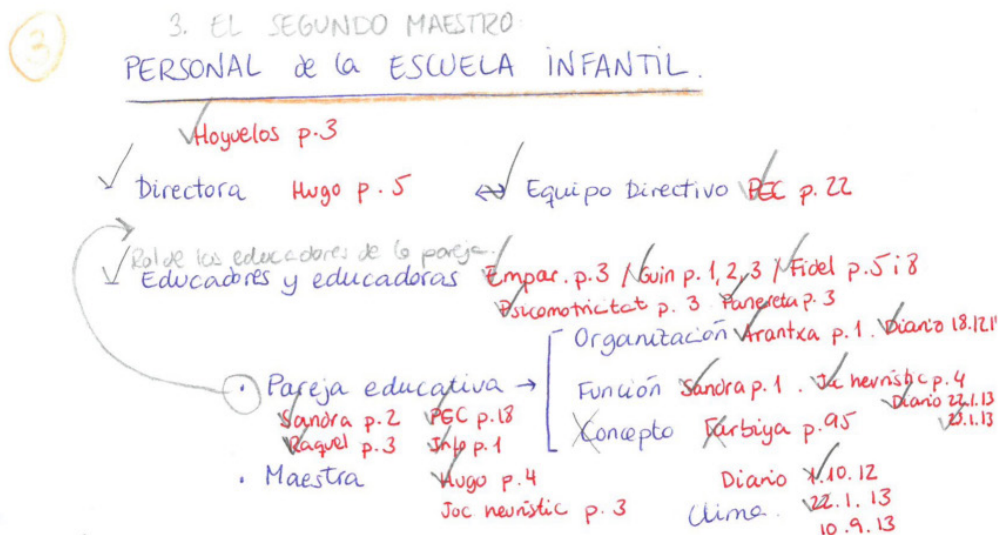 3
3. EL SEGUNDO MAESTRO.
PERSONAL de la ESCUELA INFANTIL.
Hoyuelos p.3
Directora Hugo p.5 ↔ Equipo Directivo PEC p. 22
Rol de los educadores de la pareja.
Educadores y educadoras Empar. p.3 / Guin p. 1, 2, 3 / Fidel p.5 i 8
Psicomotricitat p. 3 Panereta p. 3
Organización Arantxa p.1. Diario 18.12
· Pareja educativa → Función Sandra p.1. Joc heurístic p. 4
Diario 22.1.13
Sandra p.2 PEC p.18 Concepto Tarbiya p.95 23.1.13
Raquel p.3 Info p.1
· Maestra Hugo p.4 Diario 1.10.12
Joc heurístic p. 3 Clima. 22.1.13
10.9.13